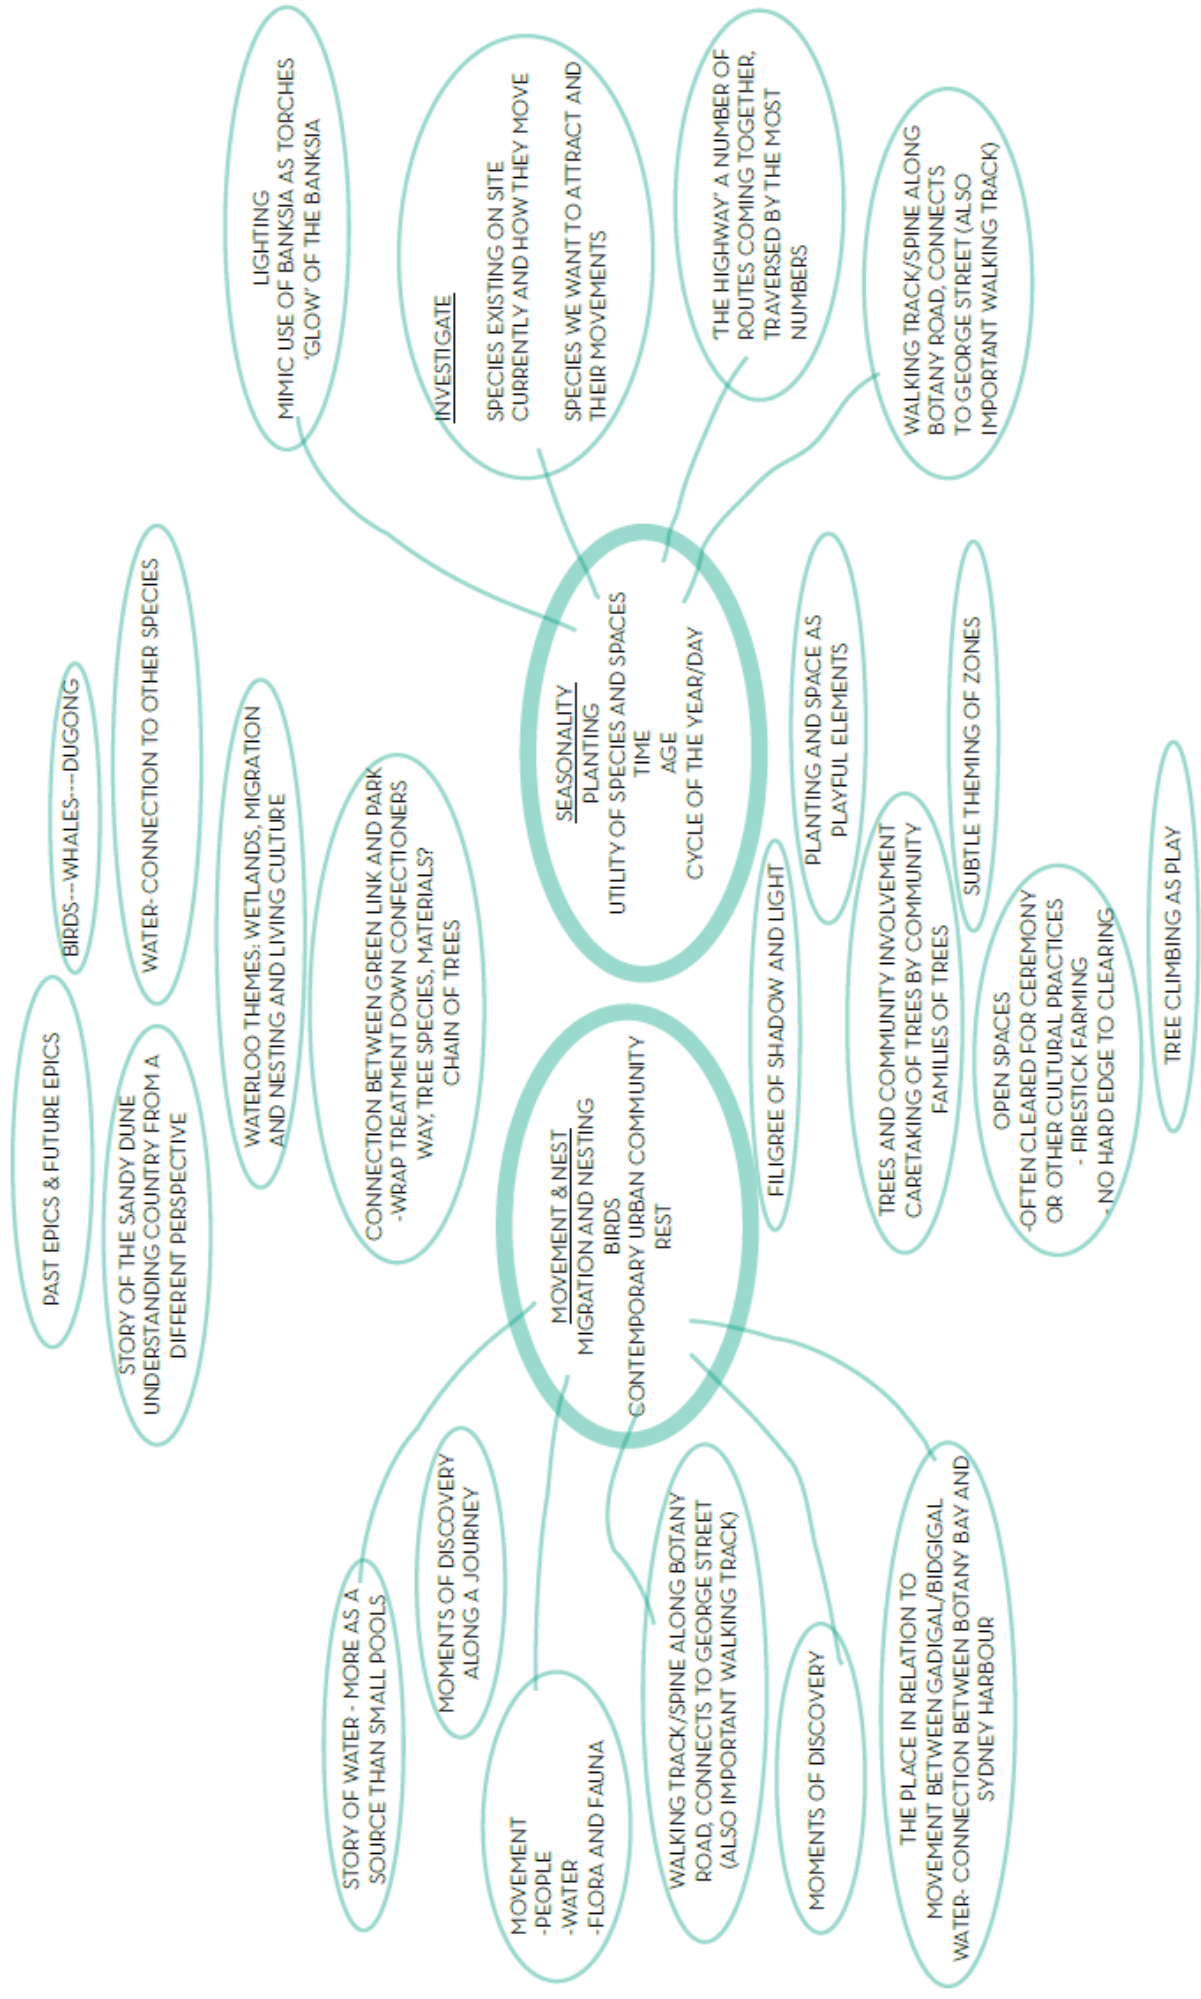 PAST EPICS & FUTURE EPICS
BIRDS---WHALES---DUGONG
STORY OF THE SANDY DUNE
UNDERSTANDING COUNTRY FROM A
DIFFERENT PERSPECTIVE
WATER- CONNECTION TO OTHER SPECIES
WATERLOO THEMES: WETLANDS, MIGRATION
AND NESTING AND LIVING CULTURE
CONNECTION BETWEEN GREEN LINK AND PARK
-WRAP TREATMENT DOWN CONFECTIONERS
WAY, TREE SPECIES, MATERIALS?
CHAIN OF TREES
STORY OF WATER - MORE AS A
SOURCE THAN SMALL POOLS
MOMENTS OF DISCOVERY
ALONG A JOURNEY
MOVEMENT
-PEOPLE
-WATER
-FLORA AND FAUNA
WALKING TRACK/SPINE ALONG BOTANY
ROAD, CONNECTS TO GEORGE STREET
(ALSO IMPORTANT WALKING TRACK)
MOMENTS OF DISCOVERY
THE PLACE IN RELATION TO
MOVEMENT BETWEEN GADIGAL/BIDGIGAL
WATER- CONNECTION BETWEEN BOTANY BAY AND
SYDNEY HARBOUR
MOVEMENT & NEST
MIGRATION AND NESTING
BIRDS
CONTEMPORARY URBAN COMMUNITY
REST
SEASONALITY
PLANTING
UTILITY OF SPECIES AND SPACES
TIME
AGE
CYCLE OF THE YEAR/DAY
LIGHTING
MIMIC USE OF BANKSIA AS TORCHES
'GLOW' OF THE BANKSIA
INVESTIGATE
SPECIES EXISTING ON SITE
CURRENTLY AND HOW THEY MOVE
SPECIES WE WANT TO ATTRACT AND
THEIR MOVEMENTS
'THE HIGHWAY' A NUMBER OF
ROUTES COMING TOGETHER,
TRAVERSED BY THE MOST
NUMBERS
WALKING TRACK/SPINE ALONG
BOTANY ROAD, CONNECTS
TO GEORGE STREET (ALSO
IMPORTANT WALKING TRACK)
FILIGREE OF SHADOW AND LIGHT
PLANTING AND SPACE AS
PLAYFUL ELEMENTS
TREES AND COMMUNITY INVOLVEMENT
CARETAKING OF TREES BY COMMUNITY
FAMILIES OF TREES
SUBTLE THEMING OF ZONES
OPEN SPACES
-OFTEN CLEARED FOR CEREMONY
OR OTHER CULTURAL PRACTICES
- FIRESTICK FARMING
- NO HARD EDGE TO CLEARING
TREE CLIMBING AS PLAY